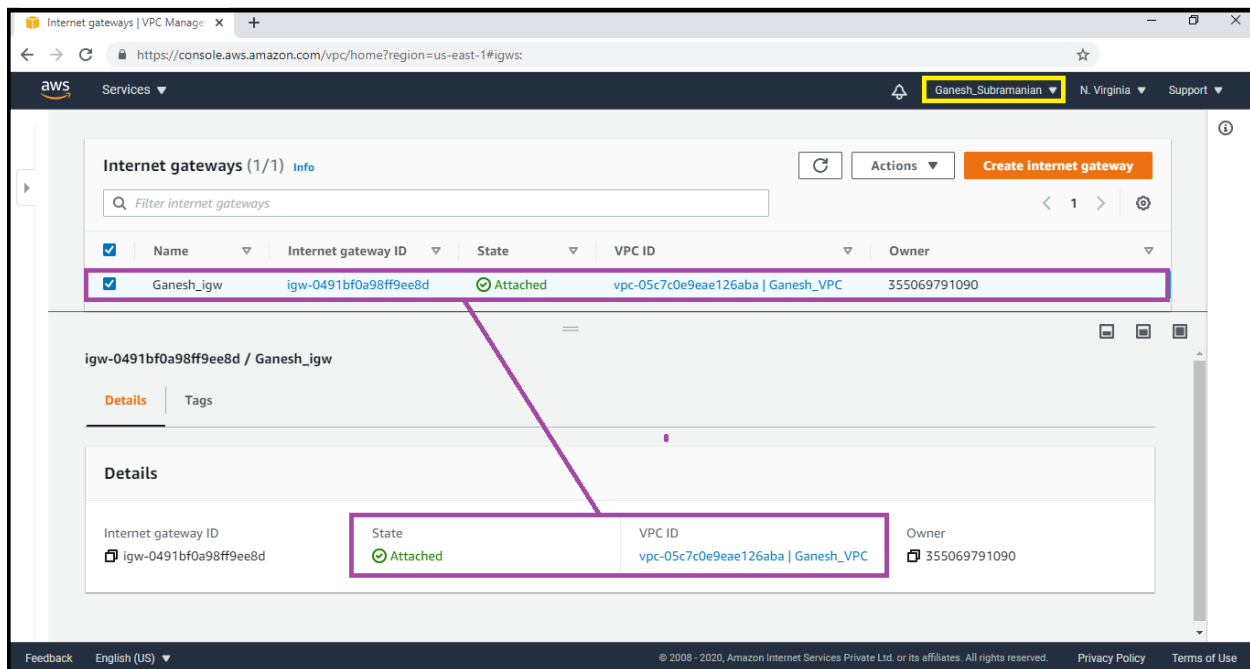 Internet gateways | VPC Manage
https://console.aws.amazon.com/vpc/home?region=us-east-1#igws:
aws Services Ganesh_Subramanian N. Virginia Support
Internet gateways (1/1) Info Actions Create internet gateway
Filter internet gateways 1
Name Internet gateway ID State VPC ID Owner
Ganesh_igw igw-0491bf0a98ff9ee8d Attached vpc-05c7c0e9eae126aba | Ganesh_VPC 355069791090
igw-0491bf0a98ff9ee8d / Ganesh_igw
Details Tags
Details
Internet gateway ID State VPC ID Owner
igw-0491bf0a98ff9ee8d Attached vpc-05c7c0e9eae126aba | Ganesh_VPC 355069791090
Feedback English (US) © 2008 - 2020, Amazon Internet Services Private Ltd. or its affiliates. All rights reserved. Privacy Policy Terms of Use